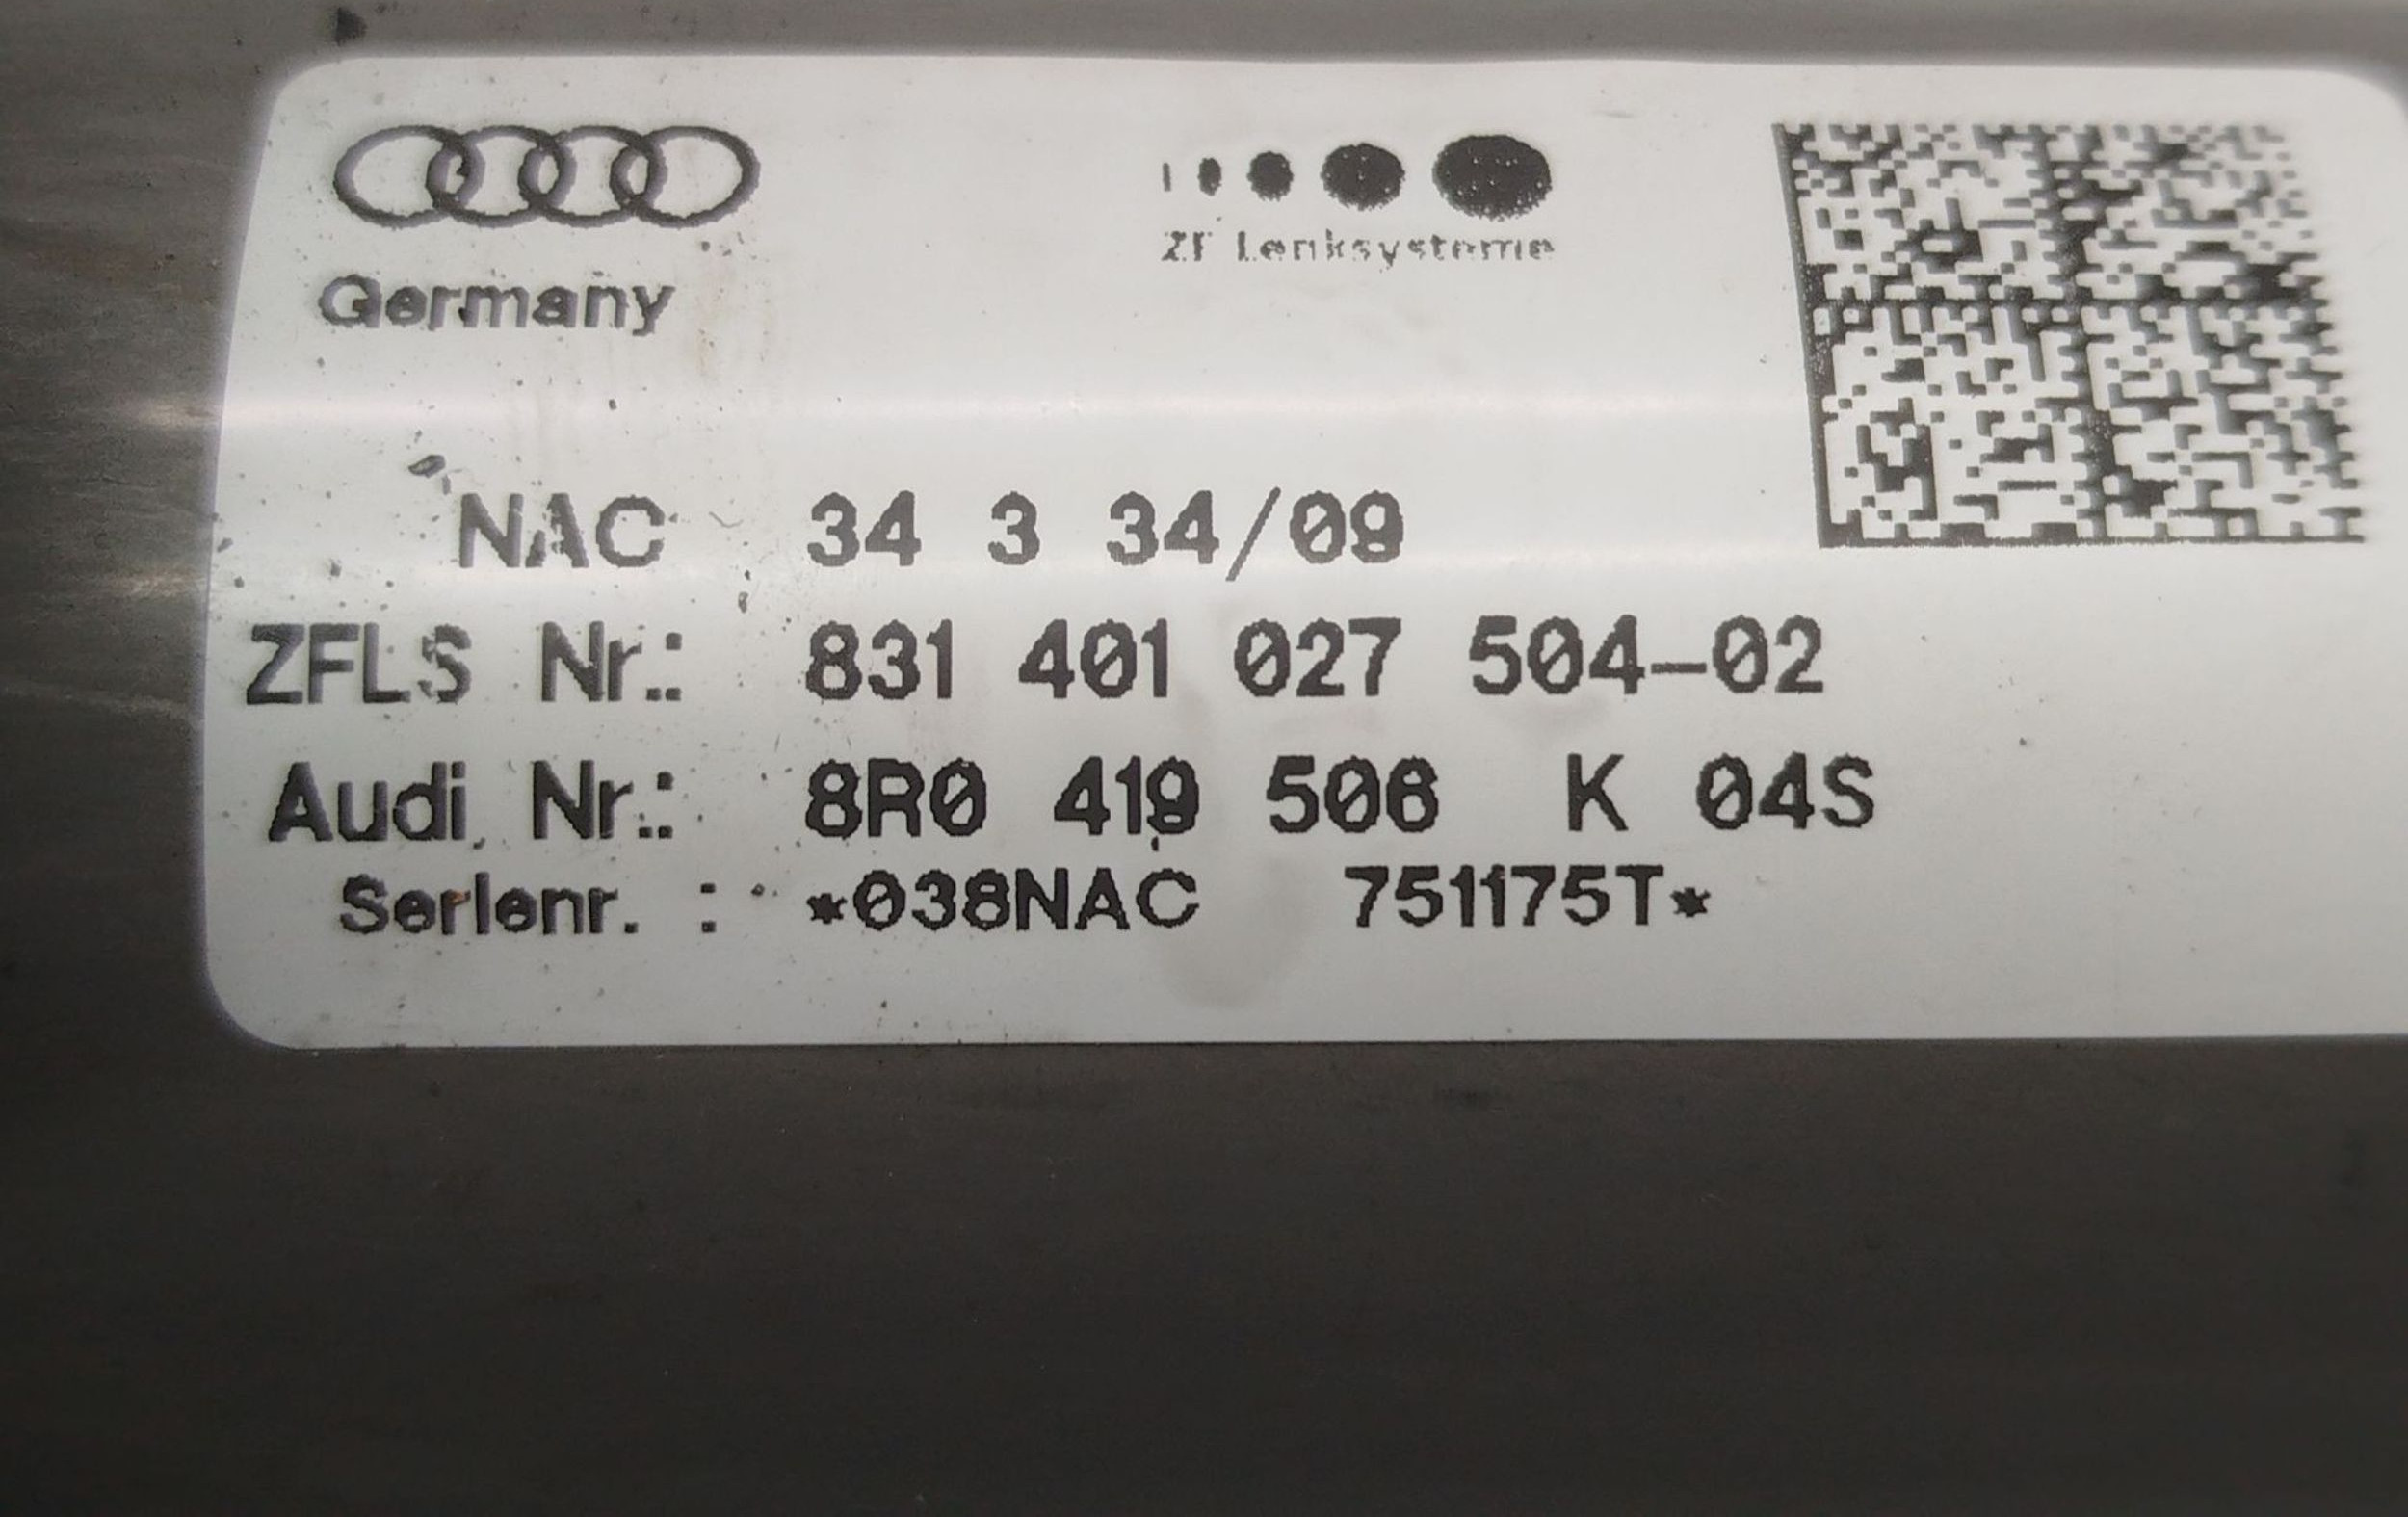 Germany
ZF Lenksysteme
NAC 34 3 34/09
ZFLS Nr.: 831 401 027 504-02
Audi Nr.: 8R0 419 506 K 04S
Serienr. : *038NAC 751175T*